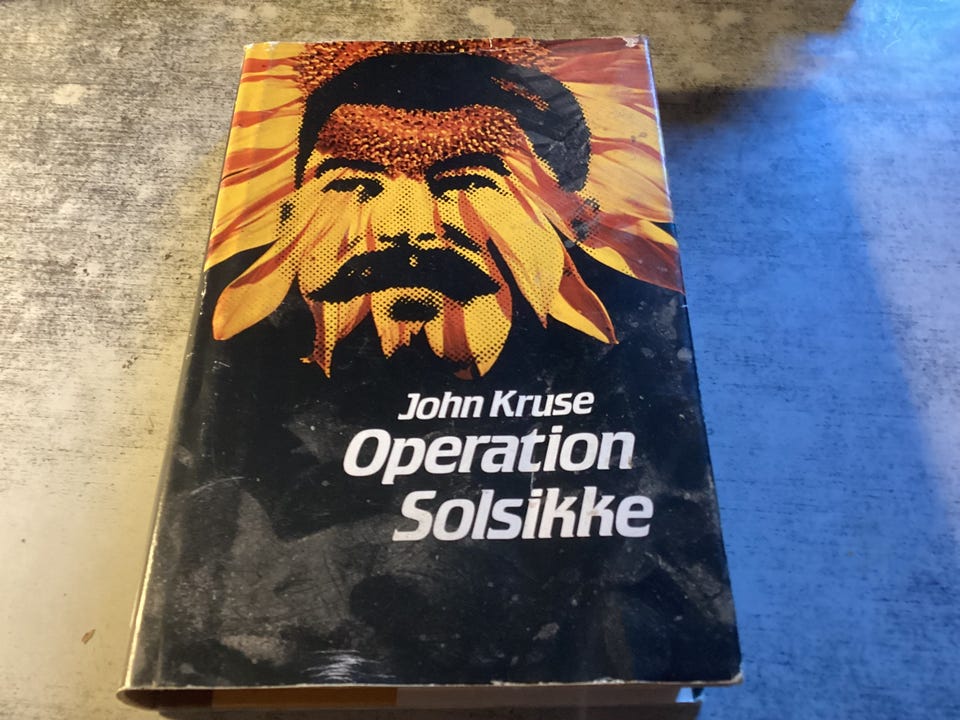 John Kruse
Operation
Solsikke